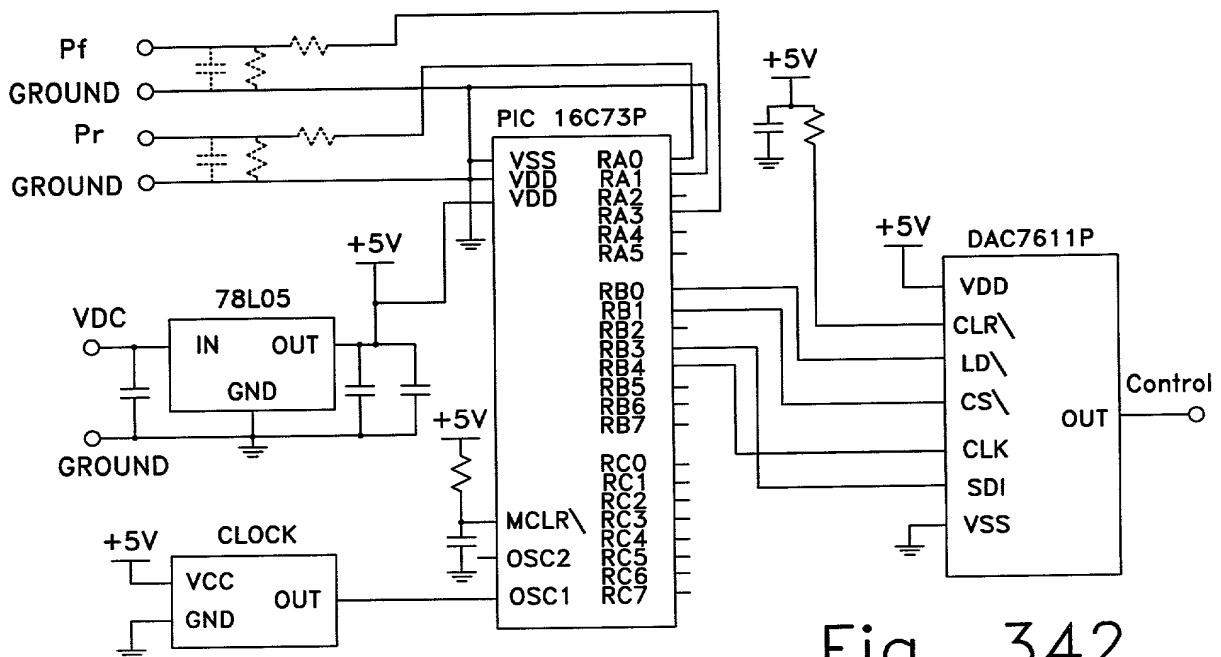 Pf
GROUND
Pr
GROUND
PIC 16C73P
VSS
VDD
VDD
MCLR\
OSC2
OSC1
RA0
RA1
RA2
RA3
RA4
RA5
RB0
RB1
RB2
RB3
RB4
RB5
RB6
RB7
RC0
RC1
RC2
RC3
RC4
RC5
RC6
RC7
+5V
78L05
VDC
IN
OUT
GND
GROUND
+5V
CLOCK
+5V
VCC
GND
OUT
+5V
+5V
DAC7611P
VDD
CLR\
LD\
CS\
CLK
SDI
VSS
OUT
Control
Fig. 342